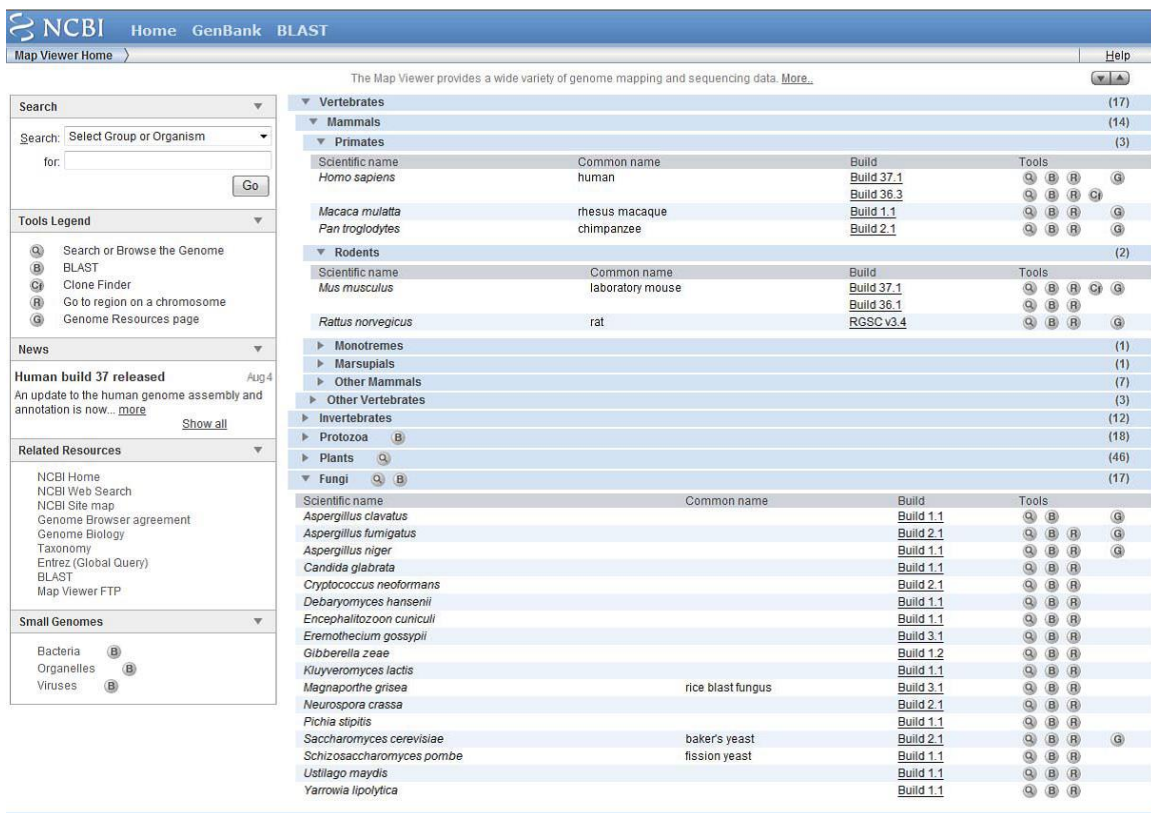 NCBI Home GenBank BLAST
Map Viewer Home Help
The Map Viewer provides a wide variety of genome mapping and sequencing data. More..
Search
Search: Select Group or Organism
for:
Go
Tools Legend
Q Search or Browse the Genome
B BLAST
Cf Clone Finder
R Go to region on a chromosome
G Genome Resources page
News
Human build 37 released Aug 4
An update to the human genome assembly and
annotation is now... more
Show all
Related Resources
NCBI Home
NCBI Web Search
NCBI Site map
Genome Browser agreement
Genome Biology
Taxonomy
Entrez (Global Query)
BLAST
Map Viewer FTP
Small Genomes
Bacteria B
Organelles B
Viruses B
Vertebrates (17)
Mammals (14)
Primates (3)
Scientific name Common name Build Tools
Homo sapiens human Build 37.1 Q B R G
Build 36.3 Q B R Cf
Macaca mulatta rhesus macaque Build 1.1 Q B R G
Pan troglodytes chimpanzee Build 2.1 Q B R G
Rodents (2)
Scientific name Common name Build Tools
Mus musculus laboratory mouse Build 37.1 Q B R Cf G
Build 36.1 Q B R
Rattus norvegicus rat RGSC v3.4 Q B R G
Monotremes (1)
Marsupials (1)
Other Mammals (7)
Other Vertebrates (3)
Invertebrates (12)
Protozoa B (18)
Plants Q (46)
Fungi Q B (17)
Scientific name Common name Build Tools
Aspergillus clavatus Build 1.1 Q B G
Aspergillus fumigatus Build 2.1 Q B R G
Aspergillus niger Build 1.1 Q B R G
Candida glabrata Build 1.1 Q B R
Cryptococcus neoformans Build 2.1 Q B R
Debaryomyces hansenii Build 1.1 Q B R
Encephalitozoon cuniculi Build 1.1 Q B R
Eremothecium gossypii Build 3.1 Q B R
Gibberella zeae Build 1.2 Q B R
Kluyveromyces lactis Build 1.1 Q B R
Magnaporthe grisea rice blast fungus Build 3.1 Q B R
Neurospora crassa Build 2.1 Q B R
Pichia stipitis Build 1.1 Q B R
Saccharomyces cerevisiae baker's yeast Build 2.1 Q B R G
Schizosaccharomyces pombe fission yeast Build 1.1 Q B R
Ustilago maydis Build 1.1 Q B R
Yarrowia lipolytica Build 1.1 Q B R